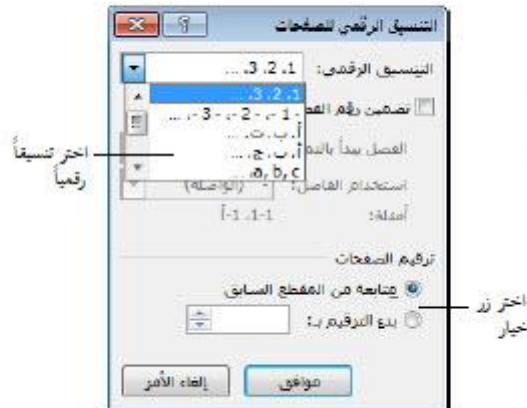 التنسيق الرقمي للصفحات
التنسيق الرقمي: 1، 2، 3، ...
1، 2، 3، ...
- 1 -، - 2 -، - 3 -، ...
أ، ب، ت، ...
أ، ب، ج، ...
a, b, c، ...
تضمين رقم
الفصل يبدأ
استخدام الفاصل: - (الواصلة)
أمثلة: 1-1، 1-أ
ترقيم الصفحات
متابعة من المقطع السابق
بدء الترقيم بـ:
موافق
إلغاء الأمر
اختر تنسيقاً
رقمياً
اختر زر
خيار